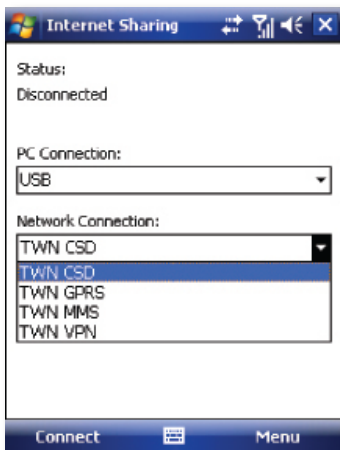 Internet Sharing
Status:
Disconnected
PC Connection:
USB
Network Connection:
TWN CSD
TWN CSD
TWN GPRS
TWN MMS
TWN VPN
Connect
Menu